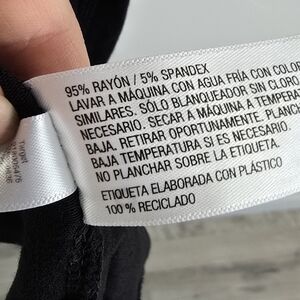 95% RAYÓN / 5% SPANDEX
LAVAR A MÁQUINA CON AGUA FRÍA CON COLOR
SIMILARES. SÓLO BLANQUEADOR SIN CLORO
NECESARIO. SECAR A MÁQUINA A TEMPERA
BAJA. RETIRAR OPORTUNAMENTE. PLANCH
BAJA TEMPERATURA SI ES NECESARIO.
NO PLANCHAR SOBRE LA ETIQUETA.
ETIQUETA ELABORADA CON PLÁSTICO
100 % RECICLADO
Target